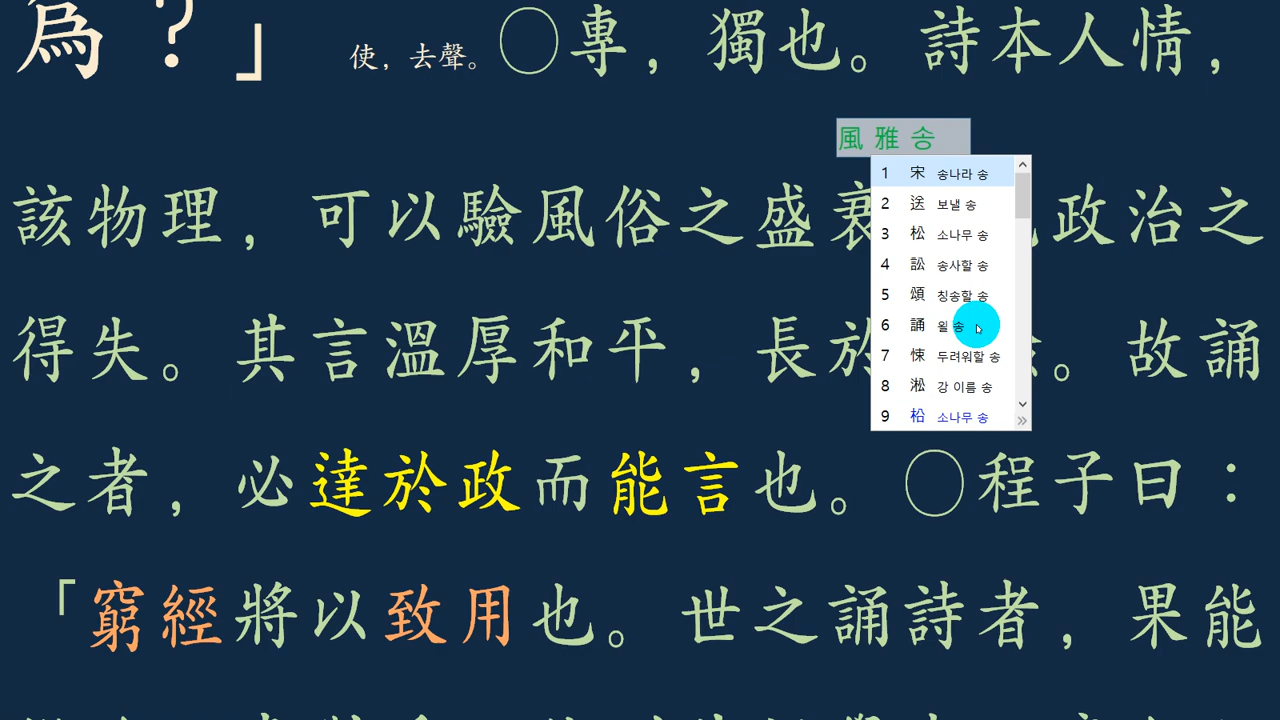 爲？」 使，去聲。○專，獨也。詩本人情，
風雅송
該物理，可以驗風俗之盛衰 政治之
得失。其言溫厚和平，長於 。故誦
之者，必達於政而能言也。○程子曰：
「窮經將以致用也。世之誦詩者，果能
1 宋 송나라 송
2 送 보낼 송
3 松 소나무 송
4 訟 송사할 송
5 頌 칭송할 송
6 誦 욀 송
7 悚 두려워할 송
8 淞 강 이름 송
9 枀 소나무 송